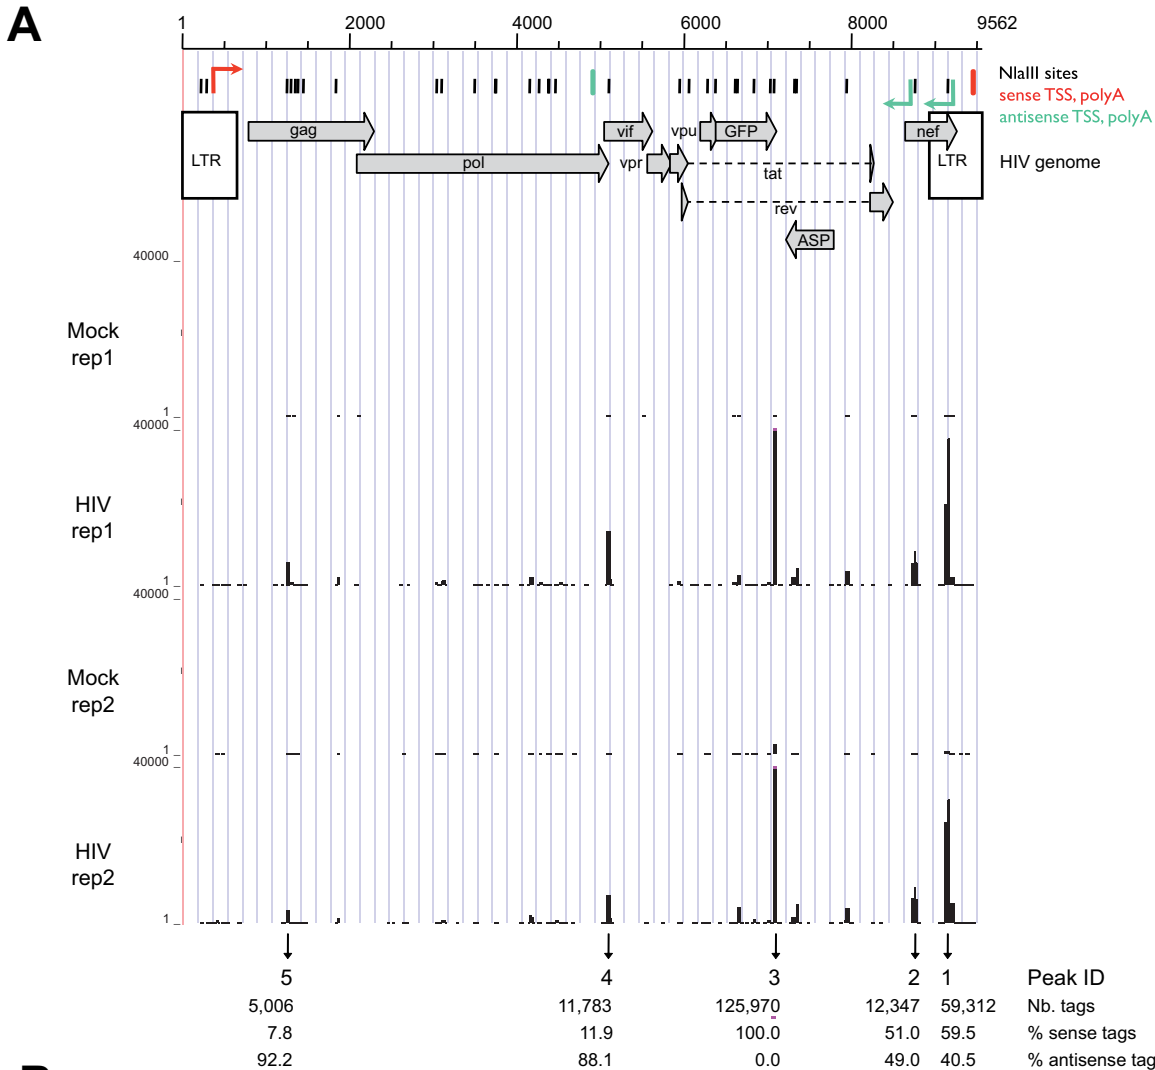 A
1 2000 4000 6000 8000 9562
NlaIII sites
sense TSS, polyA
antisense TSS, polyA
gag vif vpu GFP nef
LTR pol vpr tat LTR HIV genome
rev
ASP
40000
Mock
rep1
1
40000
HIV
rep1
1
40000
Mock
rep2
1
40000
HIV
rep2
1
5 4 3 2 1 Peak ID
5,006 11,783 125,970 12,347 59,312 Nb. tags
7.8 11.9 100.0 51.0 59.5 % sense tags
92.2 88.1 0.0 49.0 40.5 % antisense tag